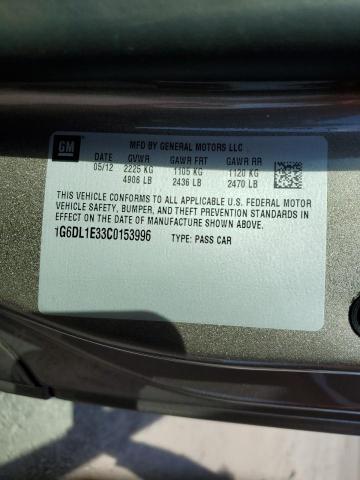 GM
MFD BY GENERAL MOTORS LLC
DATE GVWR GAWR FRT GAWR RR
05/12 2225 KG 1105 KG 1120 KG
4906 LB 2436 LB 2470 LB
THIS VEHICLE CONFORMS TO ALL APPLICABLE U.S. FEDERAL MOTOR
VEHICLE SAFETY, BUMPER, AND THEFT PREVENTION STANDARDS IN
EFFECT ON THE DATE OF MANUFACTURE SHOWN ABOVE.
1G6DL1E33C0153996 TYPE: PASS CAR